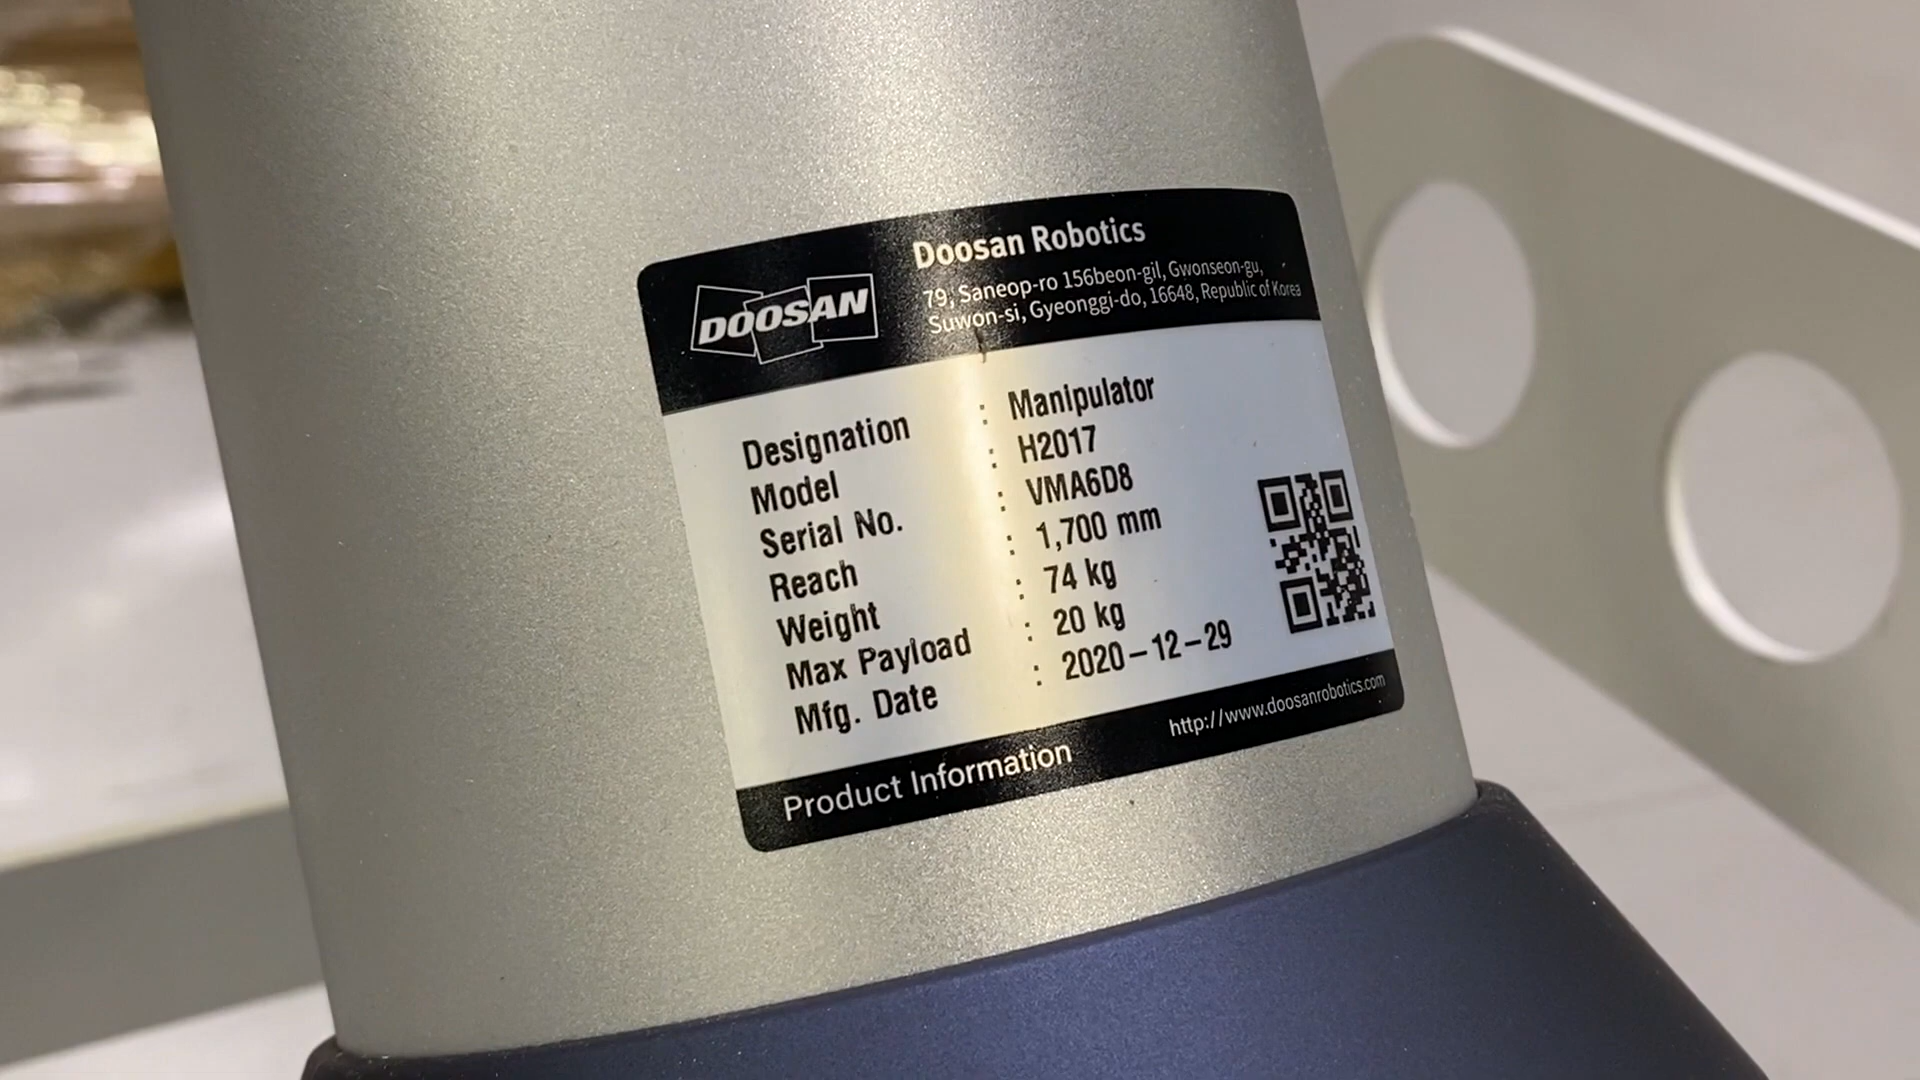 DOOSAN
Doosan Robotics
79, Saneop-ro 156beon-gil, Gwonseon-gu,
Suwon-si, Gyeonggi-do, 16648, Republic of Korea
Designation : Manipulator
Model : H2017
Serial No. : VMA6D8
Reach : 1,700 mm
Weight : 74 kg
Max Payload : 20 kg
Mfg. Date : 2020-12-29
Product Information http://www.doosanrobotics.com